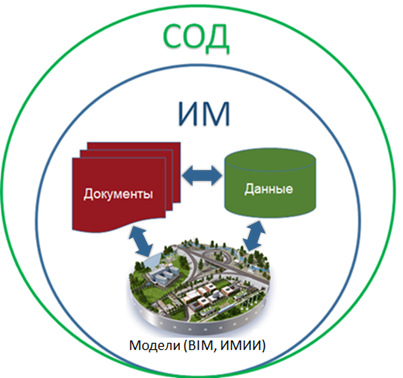 СОД
ИМ
Документы
Данные
Модели (BIM, ИМИИ)